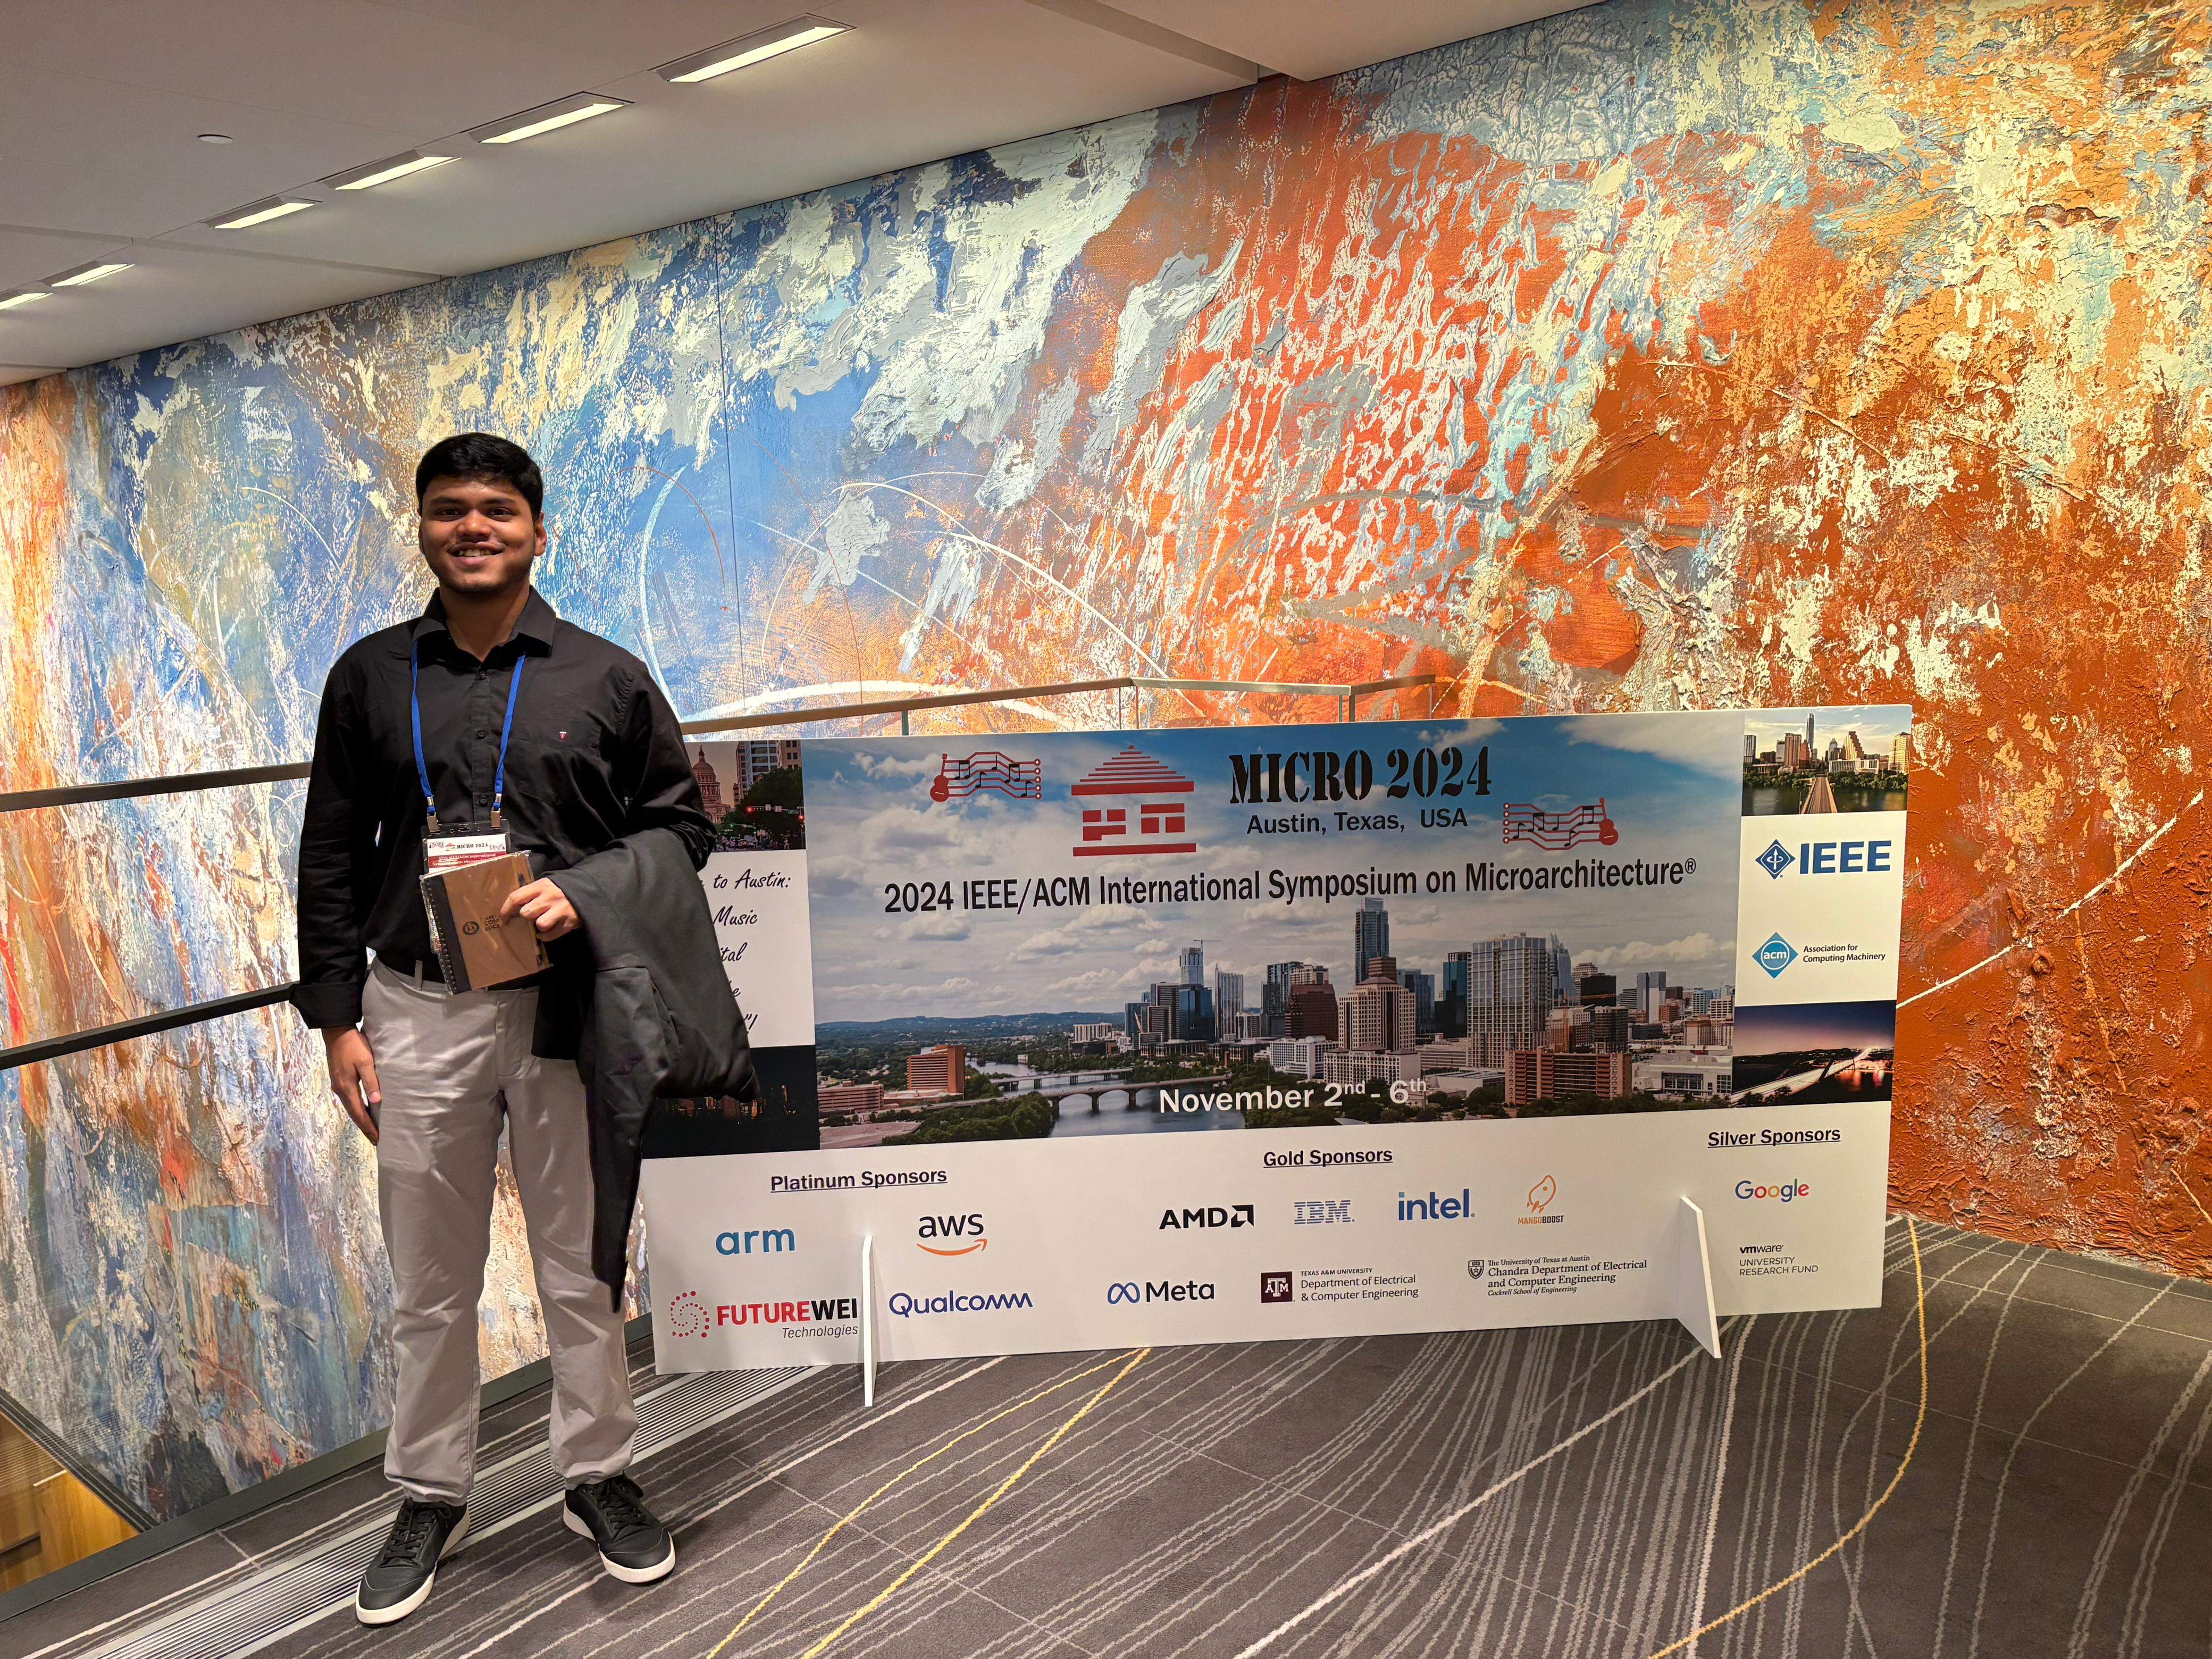 MICRO 2024
MICRO 2024
Austin, Texas, USA
2024 IEEE/ACM International Symposium on Microarchitecture®
to Austin:
Music
November 2nd - 6th
IEEE
acm
Association for
Computing Machinery
Platinum Sponsors
arm
aws
FUTUREWEI
Technologies
Qualcomm
Gold Sponsors
AMD
IBM
intel
MANGOBOOST
Meta
ATM
TEXAS A&M UNIVERSITY
Department of Electrical
& Computer Engineering
The University of Texas at Austin
Chandra Department of Electrical
and Computer Engineering
Cockrell School of Engineering
Silver Sponsors
Google
vmware
UNIVERSITY
RESEARCH FUND